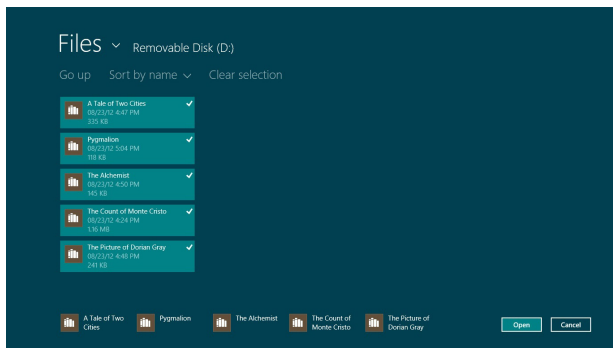 Files Removable Disk (D:)
Go up Sort by name Clear selection
A Tale of Two Cities
08/23/12 4:47 PM
335 KB
Pygmalion
08/23/12 5:04 PM
118 KB
The Alchemist
08/23/12 4:50 PM
145 KB
The Count of Monte Cristo
08/23/12 4:24 PM
1.16 MB
The Picture of Dorian Gray
08/23/12 4:48 PM
241 KB
A Tale of Two
Cities
Pygmalion
The Alchemist
The Count of
Monte Cristo
The Picture of
Dorian Gray
Open
Cancel